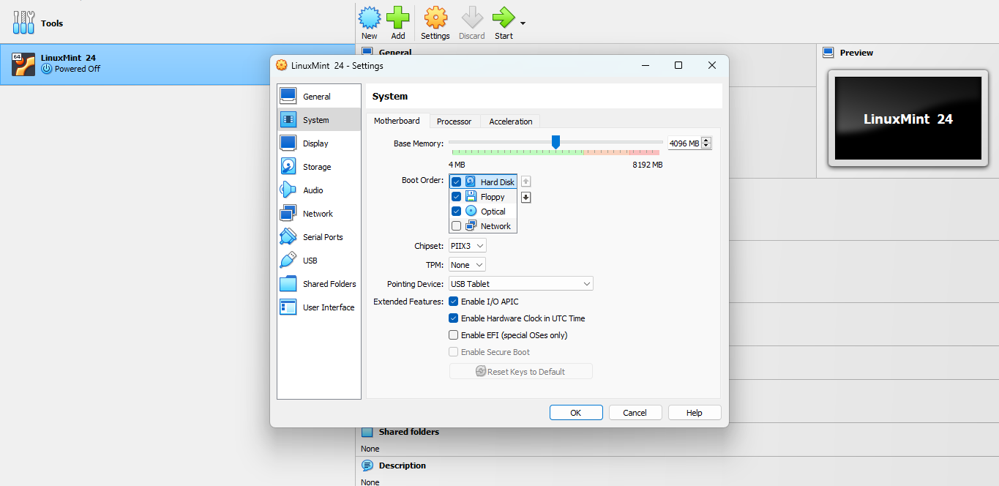 Tools
New Add Settings Discard Start
64
LinuxMint 24
Powered Off
General
Preview
LinuxMint 24
LinuxMint 24 - Settings
General
System
Display
Storage
Audio
Network
Serial Ports
USB
Shared Folders
User Interface
System
Motherboard Processor Acceleration
Base Memory: 4096 MB
4 MB 8192 MB
Boot Order: Hard Disk
Floppy
Optical
Network
Chipset: PIIX3
TPM: None
Pointing Device: USB Tablet
Extended Features: Enable I/O APIC
Enable Hardware Clock in UTC Time
Enable EFI (special OSes only)
Enable Secure Boot
Reset Keys to Default
OK Cancel Help
Shared folders
None
Description
None